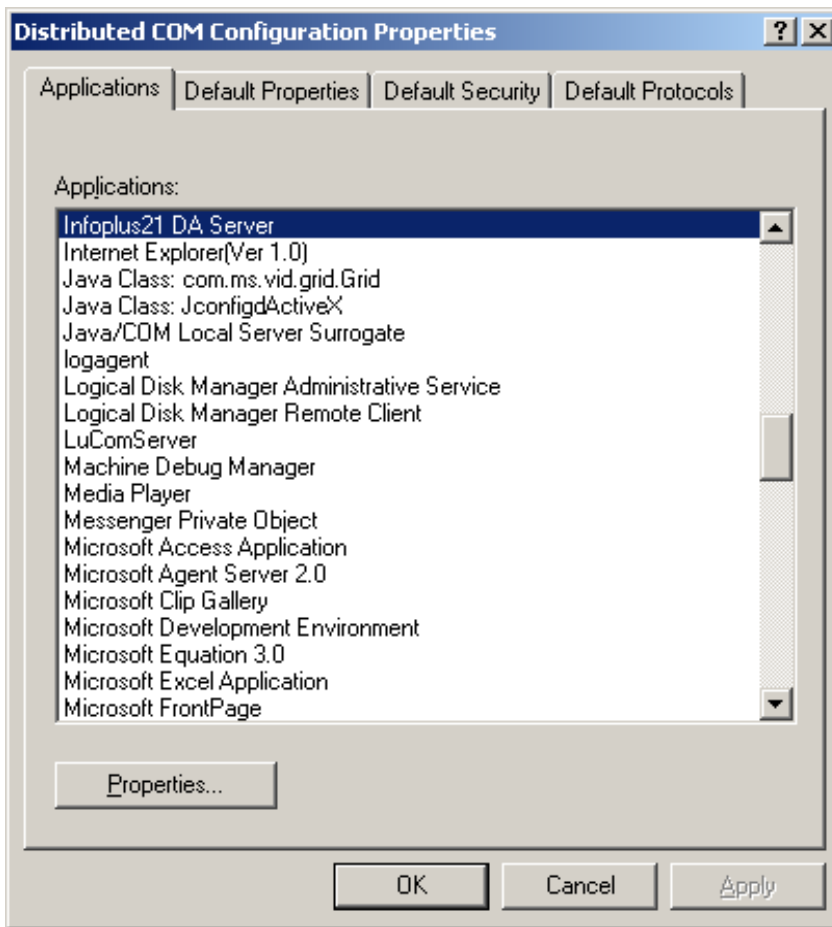 Distributed COM Configuration Properties
Applications Default Properties Default Security Default Protocols
Applications:
Infoplus21 DA Server
Internet Explorer(Ver 1.0)
Java Class: com.ms.vid.grid.Grid
Java Class: JconfigdActiveX
Java/COM Local Server Surrogate
logagent
Logical Disk Manager Administrative Service
Logical Disk Manager Remote Client
LuComServer
Machine Debug Manager
Media Player
Messenger Private Object
Microsoft Access Application
Microsoft Agent Server 2.0
Microsoft Clip Gallery
Microsoft Development Environment
Microsoft Equation 3.0
Microsoft Excel Application
Microsoft FrontPage
Properties...
OK Cancel Apply